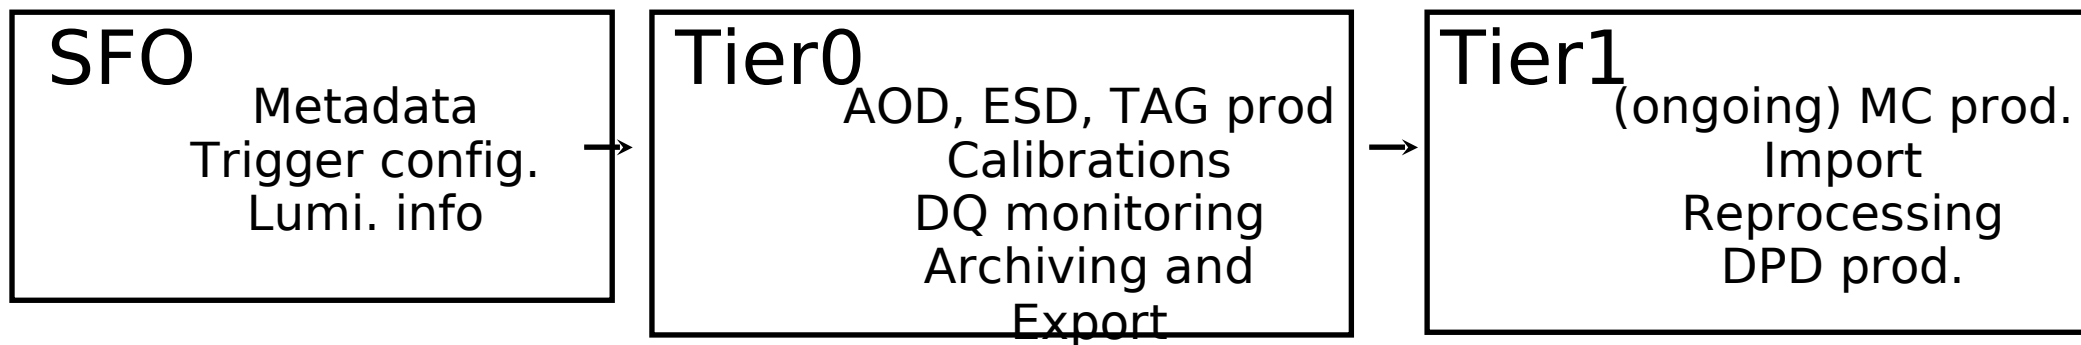 SFO
Metadata
Trigger config.
Lumi. info
Tier0
AOD, ESD, TAG prod
Calibrations
DQ monitoring
Archiving and
Export
Tier1
(ongoing) MC prod.
Import
Reprocessing
DPD prod.